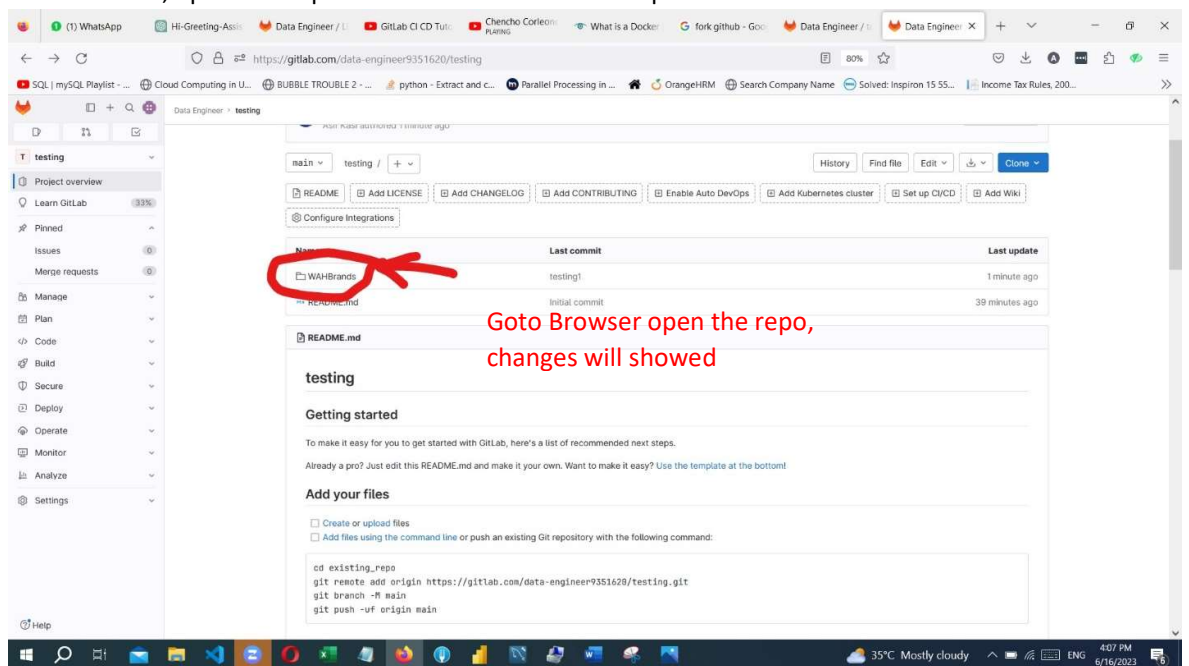 (1) WhatsApp
Hi-Greeting-Assis
Data Engineer / (
GitLab CI CD Tuto
Chencho Corleone
PLAYING
What is a Docker
G fork github - Goo
Data Engineer / t
Data Engineer
https://gitlab.com/data-engineer9351620/testing
80%
SQL | mySQL Playlist - ...
Cloud Computing in U...
BUBBLE TROUBLE 2 - ...
python - Extract and c...
Parallel Processing in ...
OrangeHRM
Search Company Name
Solved: Inspiron 15 55...
Income Tax Rules, 200...
Data Engineer > testing
T testing
Project overview
Learn GitLab 33%
Pinned
Issues 0
Merge requests 0
Manage
Plan
Code
Build
Secure
Deploy
Operate
Monitor
Analyze
Settings
Help
Asif Kasi authored 1 minute ago
main testing / +
History Find file Edit Clone
README Add LICENSE Add CHANGELOG Add CONTRIBUTING Enable Auto DevOps Add Kubernetes cluster Set up CI/CD Add Wiki
Configure Integrations
Name Last commit Last update
WAHBrands testing1 1 minute ago
README.md Initial commit 39 minutes ago
Goto Browser open the repo,
changes will showed
README.md
testing
Getting started
To make it easy for you to get started with GitLab, here's a list of recommended next steps.
Already a pro? Just edit this README.md and make it your own. Want to make it easy? Use the template at the bottom!
Add your files
Create or upload files
Add files using the command line or push an existing Git repository with the following command:
cd existing_repo
git remote add origin https://gitlab.com/data-engineer9351620/testing.git
git branch -M main
git push -uf origin main
35°C Mostly cloudy ENG 4:07 PM
6/16/2023